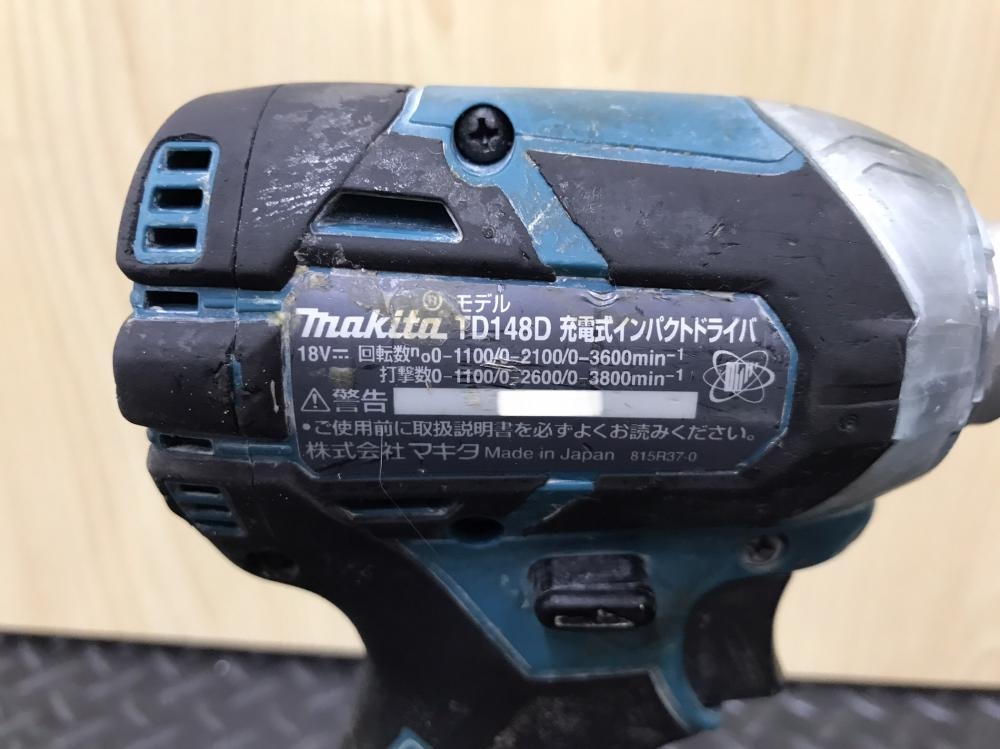 makita® モデル TD148D 充電式インパクトドライバ
18V⎓ 回転数n₀0-1100/0-2100/0-3600min⁻¹
打撃数0-1100/0-2600/0-3800min⁻¹
⚠警告
•ご使用前に取扱説明書を必ずよくお読みください。
株式会社 マキタ Made in Japan 815R37-0